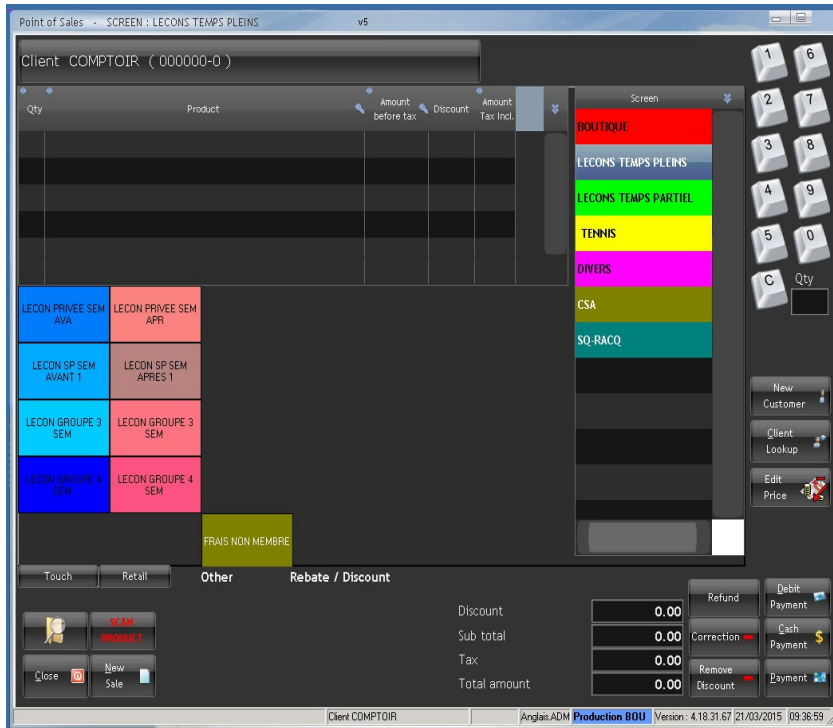 Point of Sales - SCREEN : LECONS TEMPS PLEINS v5
Client COMPTOIR ( 000000-0 )
Qty Product Amount before tax Discount Amount Tax Incl.
Screen
BOUTIQUE
LECONS TEMPS PLEINS
LECONS TEMPS PARTIEL
TENNIS
DIVERS
CSA
SQ-RACQ
1 6
2 7
3 8
4 9
5 0
C Qty
LECON PRIVEE SEM AVA
LECON PRIVEE SEM APR
LECON SP SEM AVANT 1
LECON SP SEM APRES 1
LECON GROUPE 3 SEM
LECON GROUPE 3 SEM
LECON GROUPE 4 SEM
LECON GROUPE 4 SEM
FRAIS NON MEMBRE
New Customer
Client Lookup
Edit Price
Touch Retail Other Rebate / Discount
SCAN PRODUCT
Close
New Sale
Discount 0.00
Sub total 0.00
Tax 0.00
Total amount 0.00
Refund
Correction
Remove Discount
Debit Payment
Cash Payment
Payment
Client COMPTOIR Anglais.ADM Production BOU Version : 4.18.31.67 21/03/2015 09:36:59